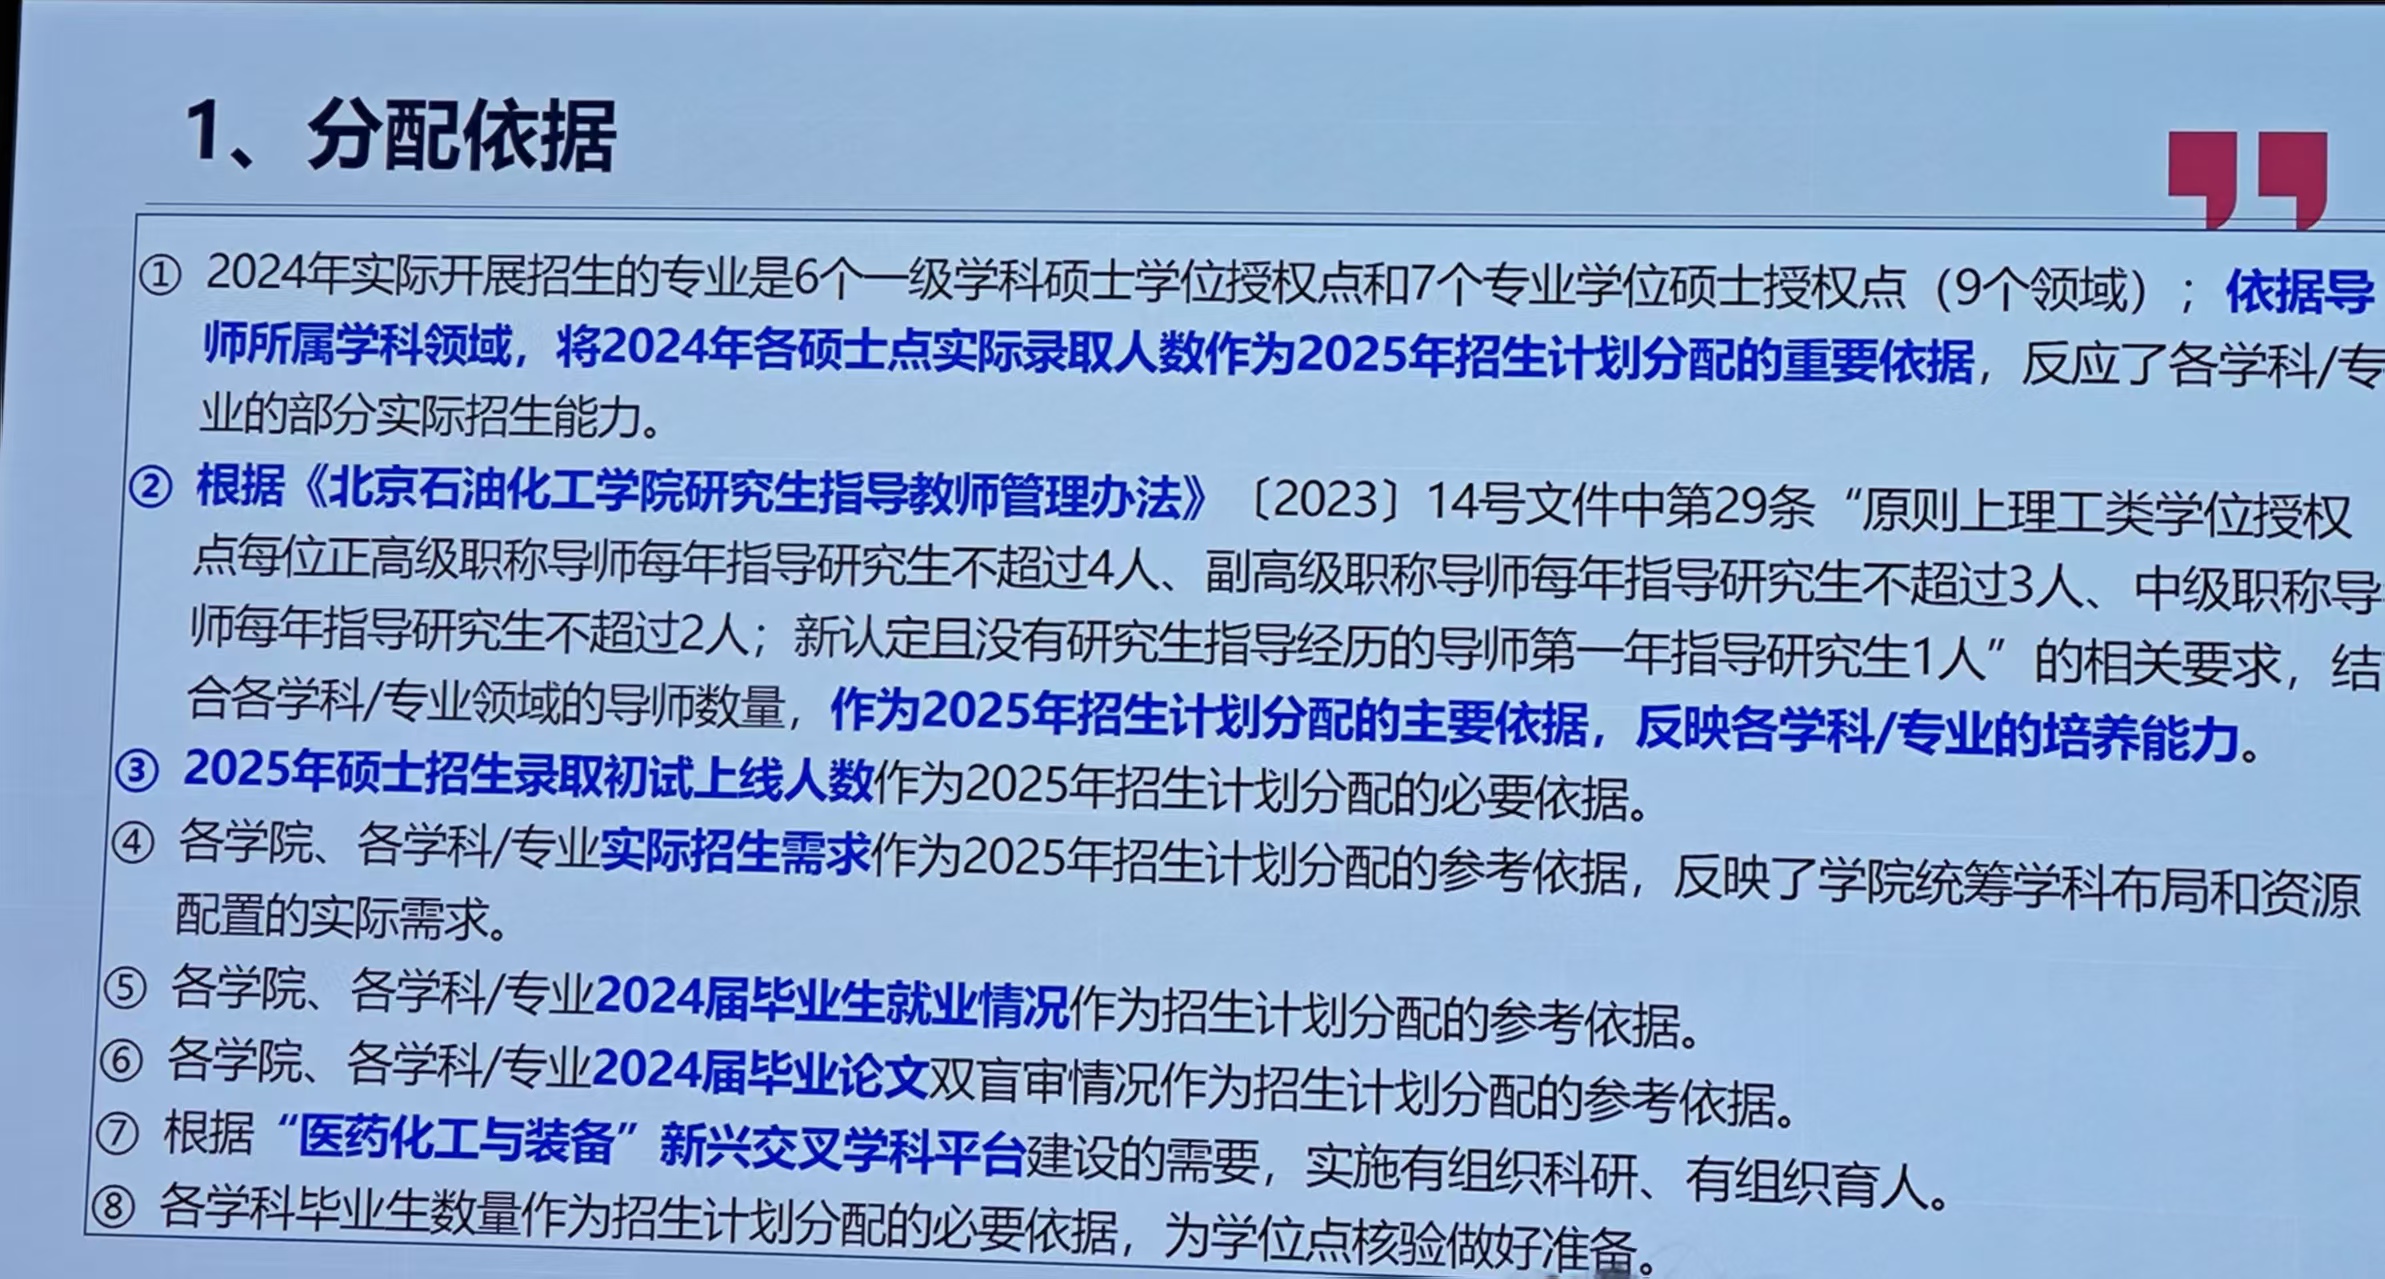 1、分配依据
① 2024年实际开展招生的专业是6个一级学科硕士学位授权点和7个专业学位硕士授权点（9个领域）；依据导
师所属学科领域，将2024年各硕士点实际录取人数作为2025年招生计划分配的重要依据，反应了各学科/专
业的部分实际招生能力。
② 根据《北京石油化工学院研究生指导教师管理办法》〔2023〕14号文件中第29条“原则上理工类学位授权
点每位正高级职称导师每年指导研究生不超过4人、副高级职称导师每年指导研究生不超过3人、中级职称导
师每年指导研究生不超过2人；新认定且没有研究生指导经历的导师第一年指导研究生1人”的相关要求，结
合各学科/专业领域的导师数量，作为2025年招生计划分配的主要依据，反映各学科/专业的培养能力。
③ 2025年硕士招生录取初试上线人数作为2025年招生计划分配的必要依据。
④ 各学院、各学科/专业实际招生需求作为2025年招生计划分配的参考依据，反映了学院统筹学科布局和资源
配置的实际需求。
⑤ 各学院、各学科/专业2024届毕业生就业情况作为招生计划分配的参考依据。
⑥ 各学院、各学科/专业2024届毕业论文双盲审情况作为招生计划分配的参考依据。
⑦ 根据“医药化工与装备”新兴交叉学科平台建设的需要，实施有组织科研、有组织育人。
⑧ 各学科毕业生数量作为招生计划分配的必要依据，为学位点核验做好准备。